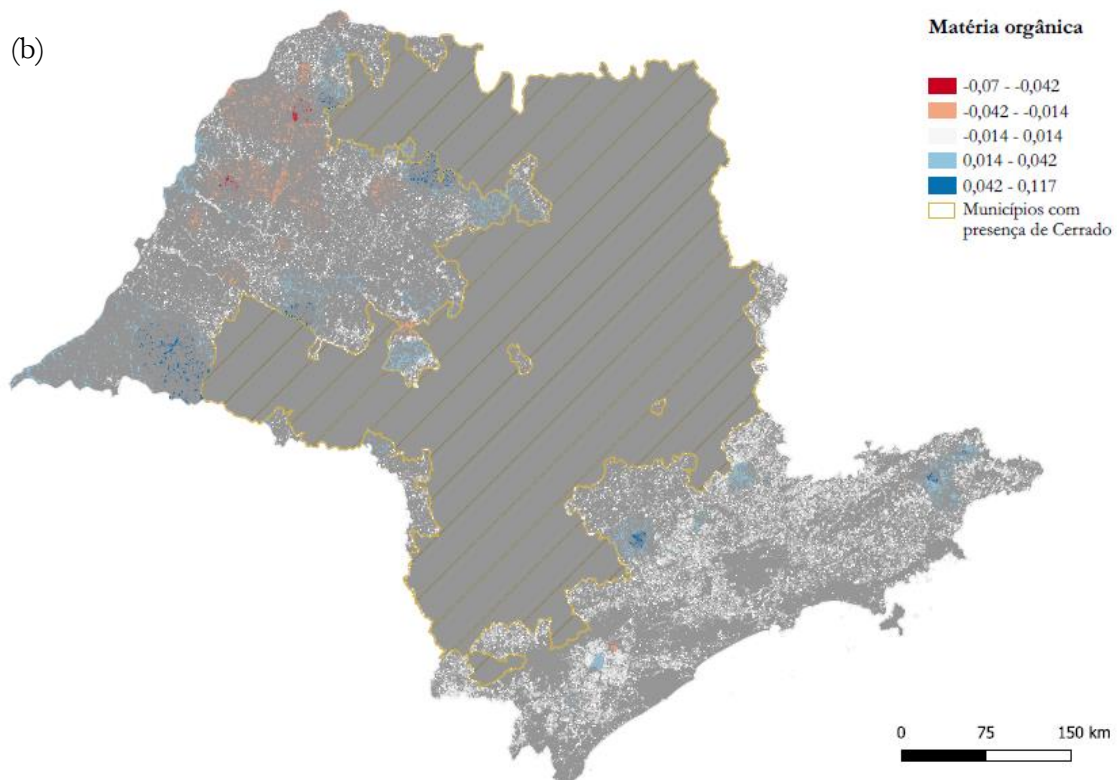 (b)
Matéria orgânica
-0,07 - -0,042
-0,042 - -0,014
-0,014 - 0,014
0,014 - 0,042
0,042 - 0,117
Municípios com
presença de Cerrado
0 75 150 km